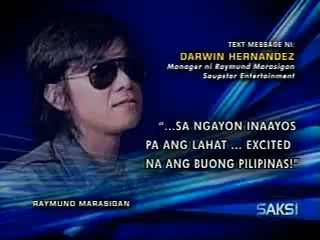 TEXT MESSAGE NI:
DARWIN HERNANDEZ
Manager ni Raymund Marasigan
Soupstar Entertainment
"...SA NGAYON INAAYOS
PA ANG LAHAT ... EXCITED
NA ANG BUONG PILIPINAS!"
RAYMUND MARASIGAN
SAKSI